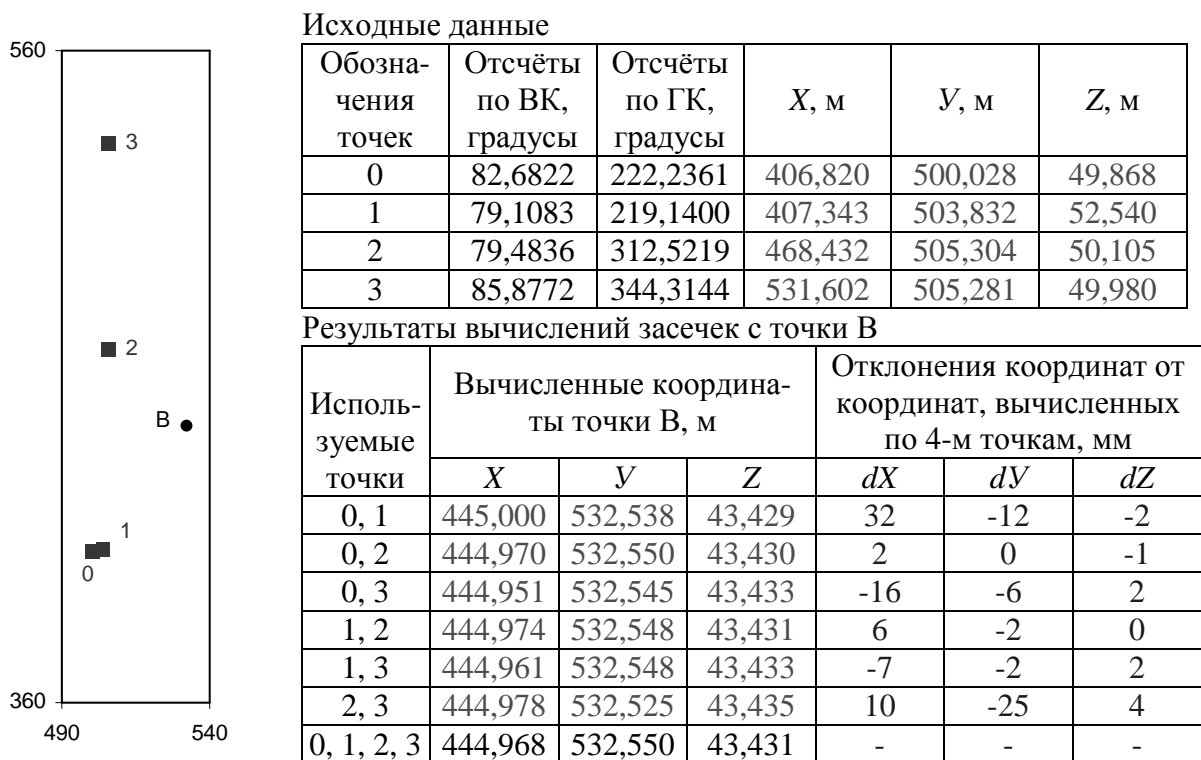 560
3
2
B
1
0
360
490 540
Исходные данные
Обозна-чения точек | Отсчёты по ВК, градусы | Отсчёты по ГК, градусы | X, м | У, м | Z, м
0 | 82,6822 | 222,2361 | 406,820 | 500,028 | 49,868
1 | 79,1083 | 219,1400 | 407,343 | 503,832 | 52,540
2 | 79,4836 | 312,5219 | 468,432 | 505,304 | 50,105
3 | 85,8772 | 344,3144 | 531,602 | 505,281 | 49,980
Результаты вычислений засечек с точки В
Исполь-зуемые точки | Вычисленные координа-ты точки В, м | Отклонения координат от координат, вычисленных по 4-м точкам, мм
X | У | Z | dX | dУ | dZ
0, 1 | 445,000 | 532,538 | 43,429 | 32 | -12 | -2
0, 2 | 444,970 | 532,550 | 43,430 | 2 | 0 | -1
0, 3 | 444,951 | 532,545 | 43,433 | -16 | -6 | 2
1, 2 | 444,974 | 532,548 | 43,431 | 6 | -2 | 0
1, 3 | 444,961 | 532,548 | 43,433 | -7 | -2 | 2
2, 3 | 444,978 | 532,525 | 43,435 | 10 | -25 | 4
0, 1, 2, 3 | 444,968 | 532,550 | 43,431 | - | - | -